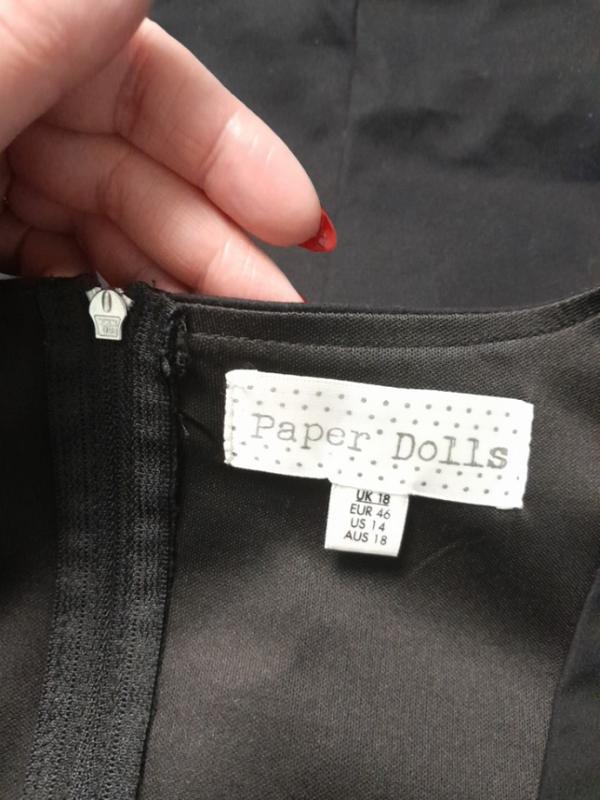 Paper Dolls
UK 18
EUR 46
US 14
AUS 18